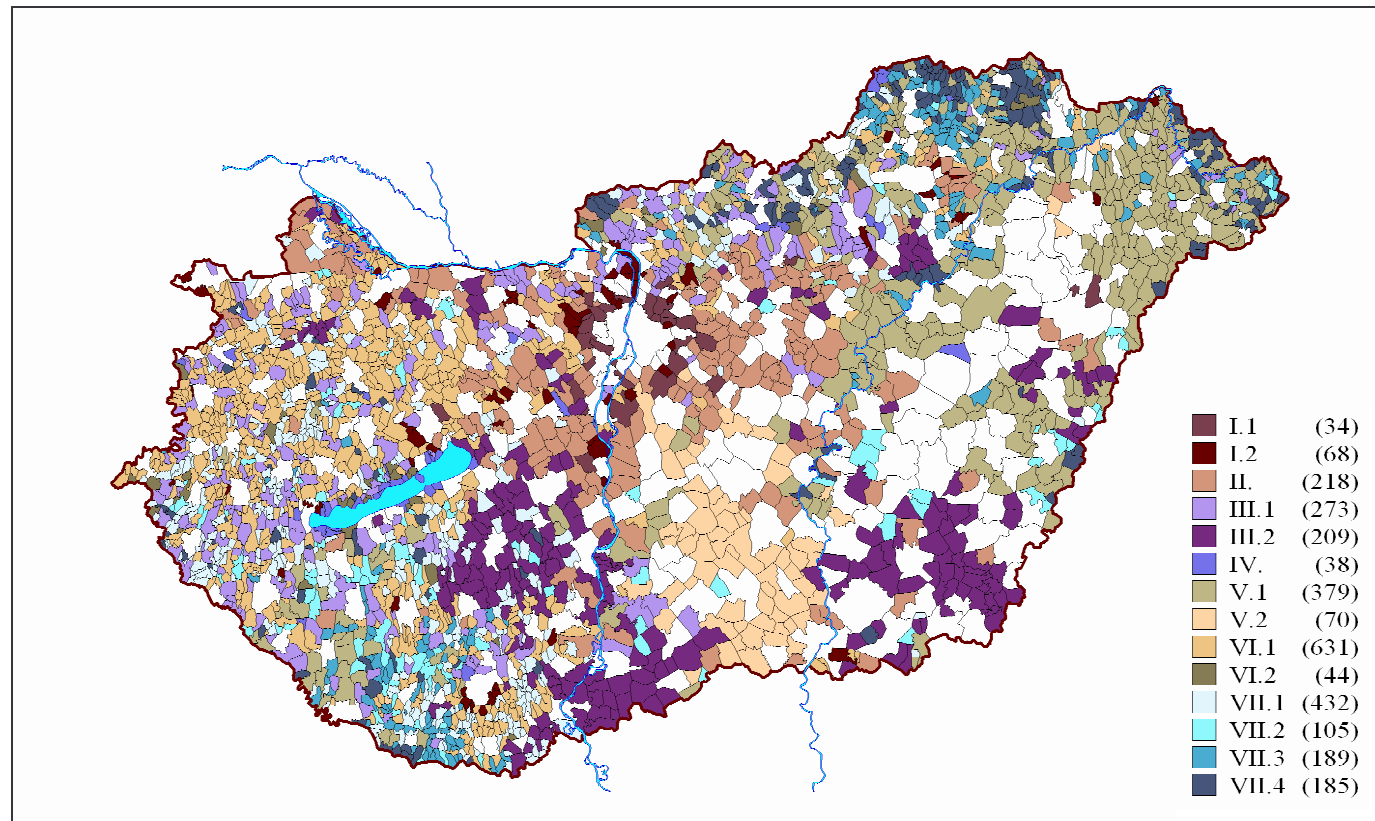 I.1 (34)
I.2 (68)
II. (218)
III.1 (273)
III.2 (209)
IV. (38)
V.1 (379)
V.2 (70)
VI.1 (631)
VI.2 (44)
VII.1 (432)
VII.2 (105)
VII.3 (189)
VII.4 (185)